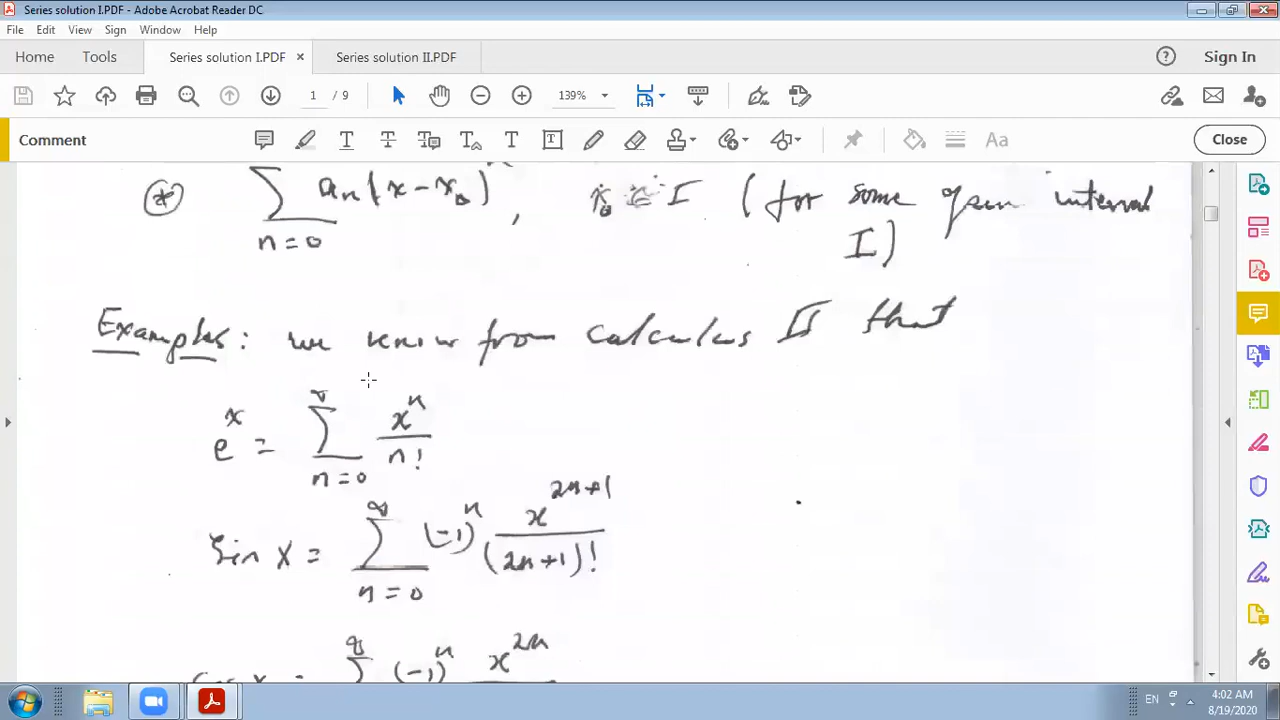 Series solution I.PDF - Adobe Acrobat Reader DC
File Edit View Sign Window Help
Home Tools Series solution I.PDF × Series solution II.PDF ? Sign In
1 / 9 139%
Comment T T T T T Aa Close
(*) ∑ n=0 an(x-x₀)ⁿ , x₀ ∈ I (for some open interval
I)
Examples: we know from calculus II that
eˣ = ∑ n=0 ∞ xⁿ/n!
Sin x = ∑ n=0 ∞ (-1)ⁿ x²ⁿ⁺¹/(2n+1)!
∞ ∑ (-1)ⁿ x²ⁿ
EN 4:02 AM
8/19/2020